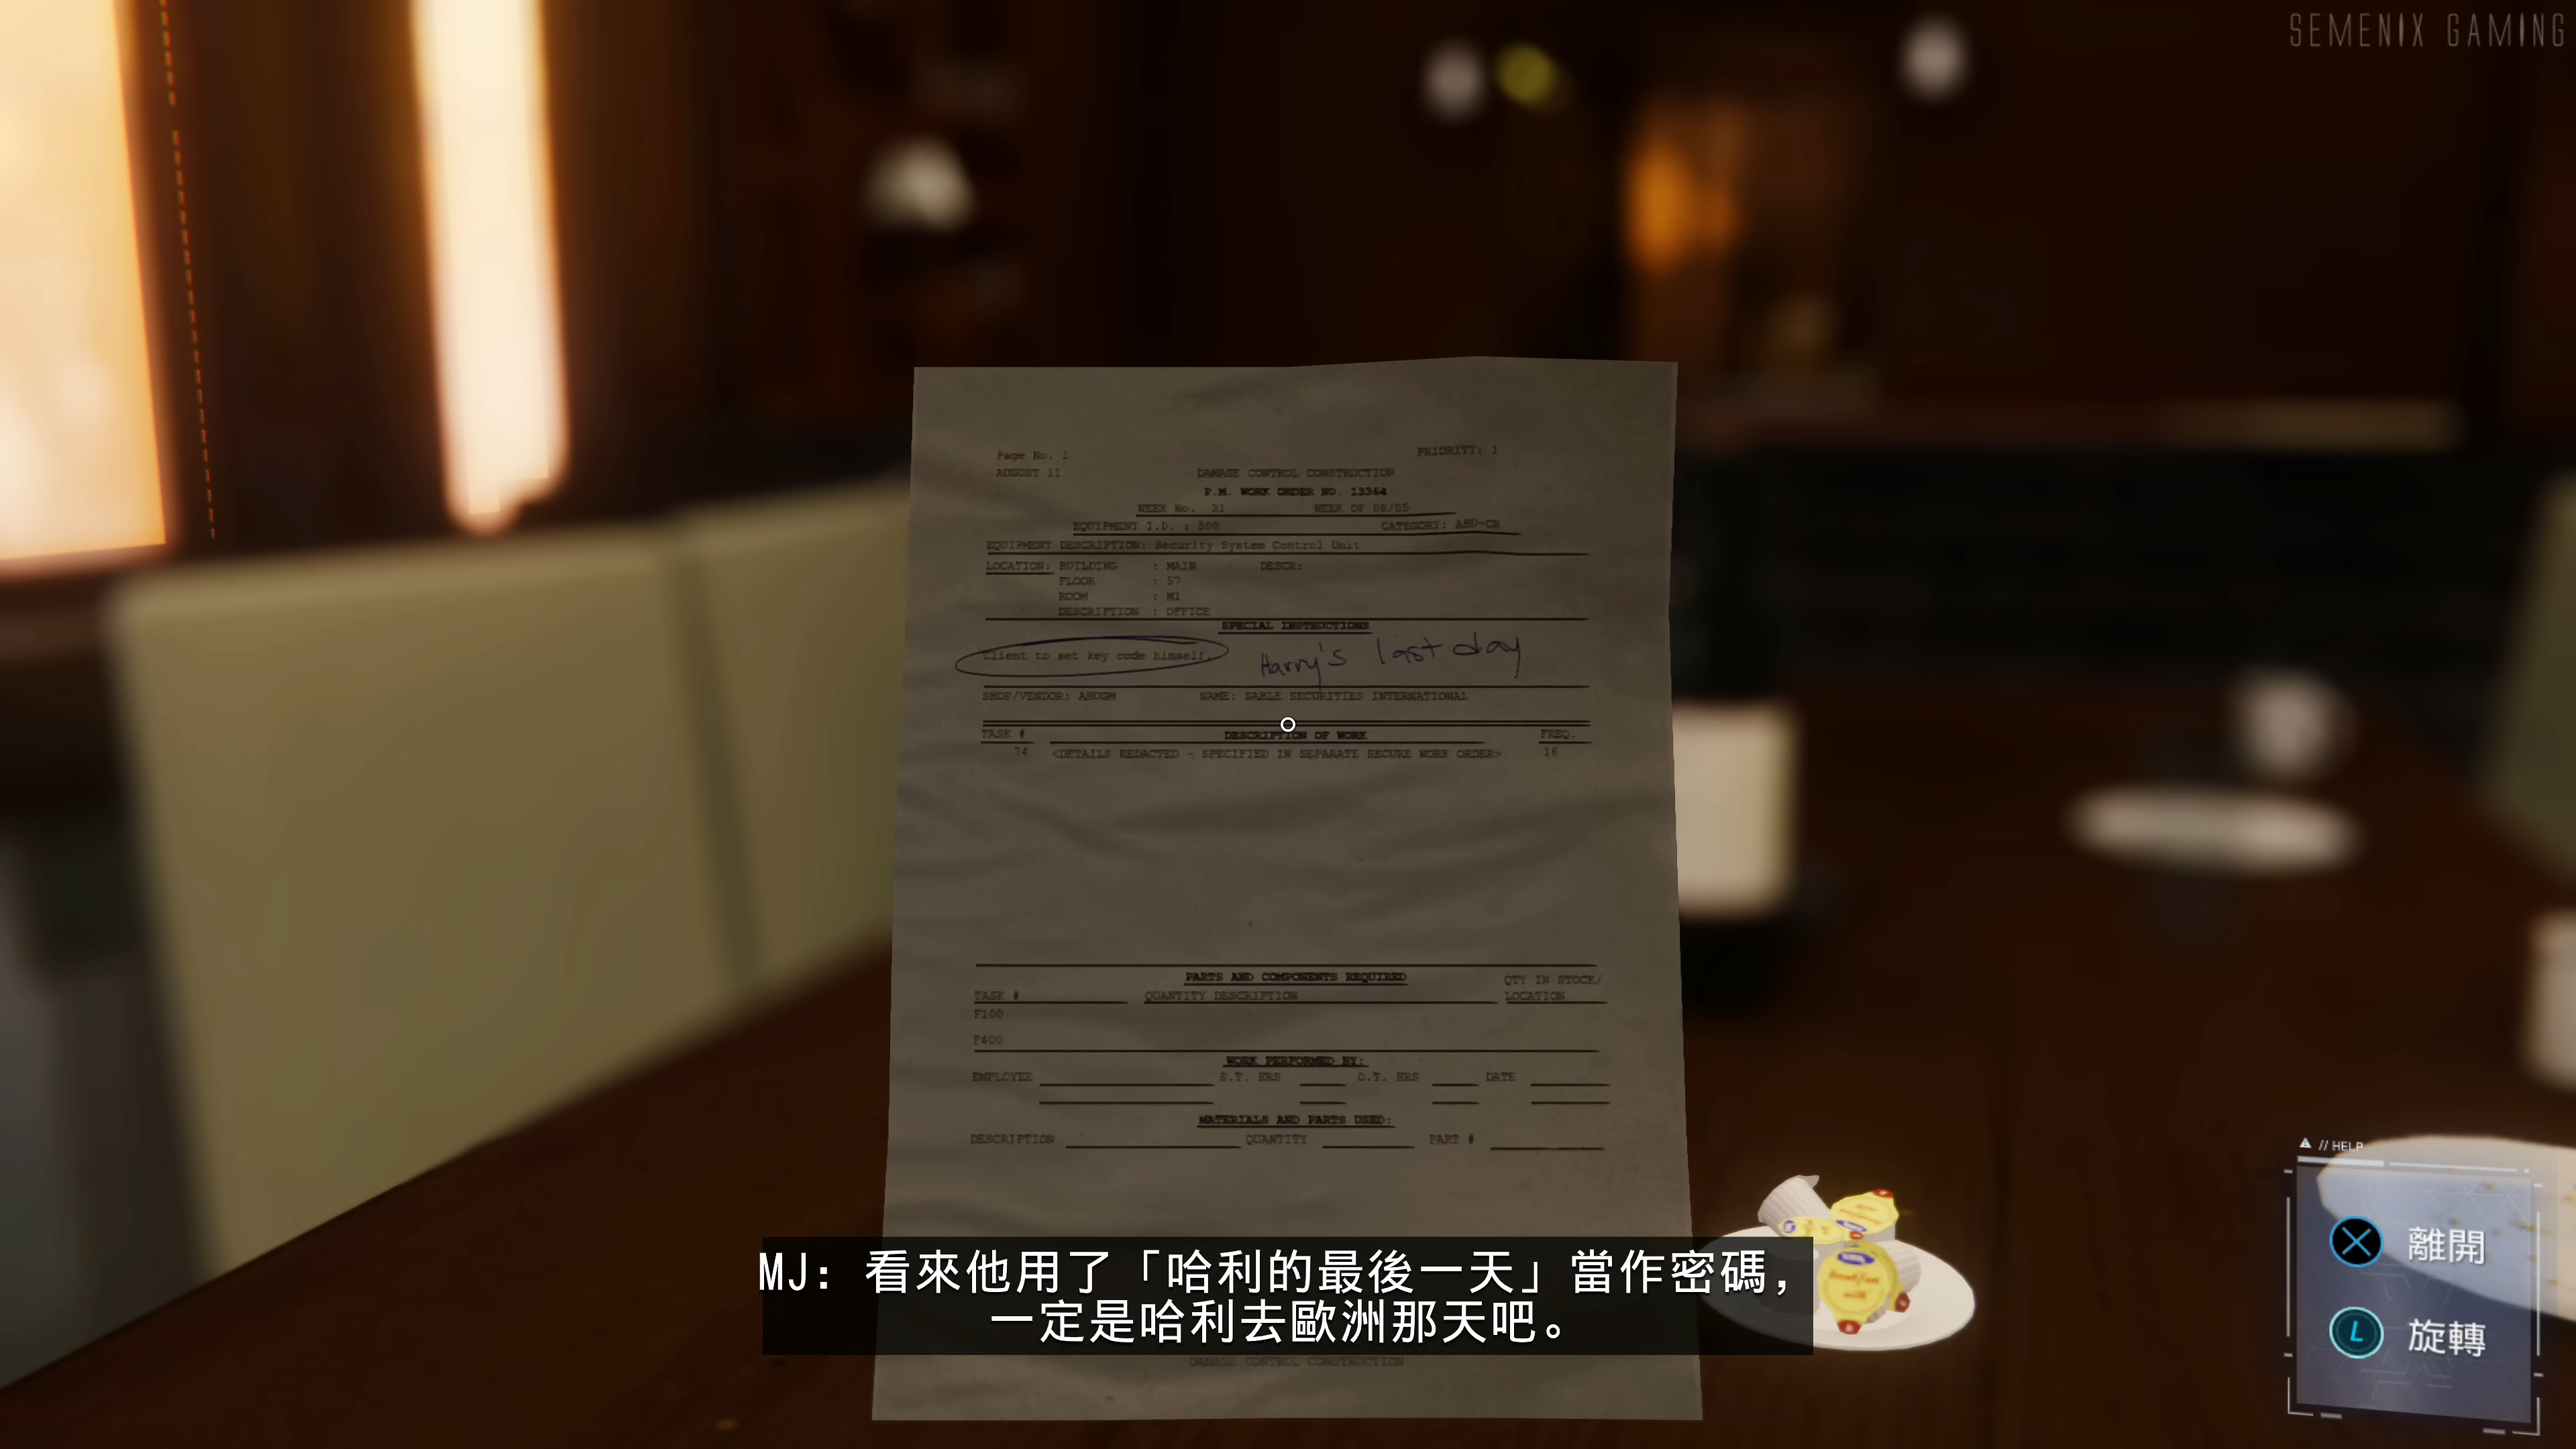 SEMENIX GAMING
Page No. 1
PRIORITY: 1
AUGUST 11
DAMAGE CONTROL CONSTRUCTION
P.M. WORK ORDER NO. 13364
WEEK No. 31 WEEK OF 08/05
EQUIPMENT I.D. : 500 CATEGORY: AHU-CR
EQUIPMENT DESCRIPTION: Security System Control Unit
LOCATION: BUILDING : MAIN DESCR:
FLOOR : 57
ROOM : M1
DESCRIPTION : OFFICE
SPECIAL INSTRUCTIONS
Client to set key code himself. Harry's last day
SHOP/VENDOR: AHUGM NAME: SABLE SECURITIES INTERNATIONAL
TASK # DESCRIPTION OF WORK FREQ.
74 <DETAILS REDACTED - SPECIFIED IN SEPARATE SECURE WORK ORDER> 16
PARTS AND COMPONENTS REQUIRED QTY IN STOCK/
TASK # QUANTITY DESCRIPTION LOCATION
F100
F400
WORK PERFORMED BY:
EMPLOYEE S.T. HRS O.T. HRS DATE
MATERIALS AND PARTS USED:
DESCRIPTION QUANTITY PART #
// HELP
離開
L 旋轉
MJ: 看來他用了「哈利的最後一天」當作密碼，
一定是哈利去歐洲那天吧。
DAMAGE CONTROL CONSTRUCTION